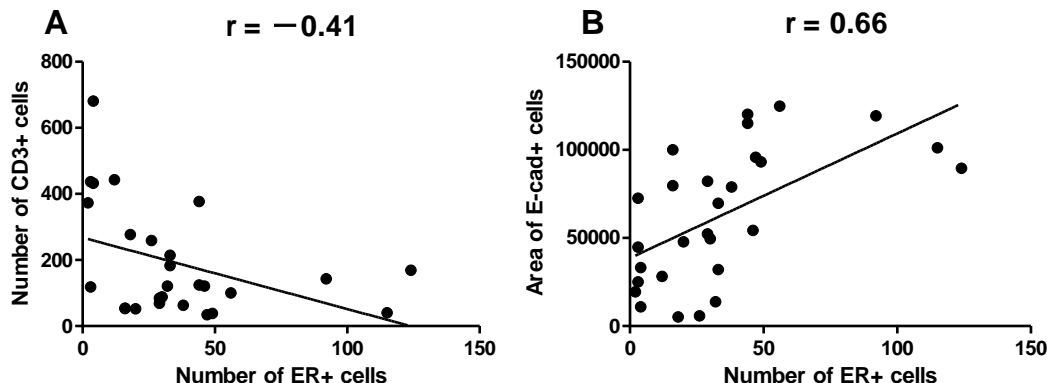 A
r = −0.41
Number of CD3+ cells
800
600
400
200
0
0 50 100 150
Number of ER+ cells
B
r = 0.66
Area of E-cad+ cells
150000
100000
50000
0
0 50 100 150
Number of ER+ cells